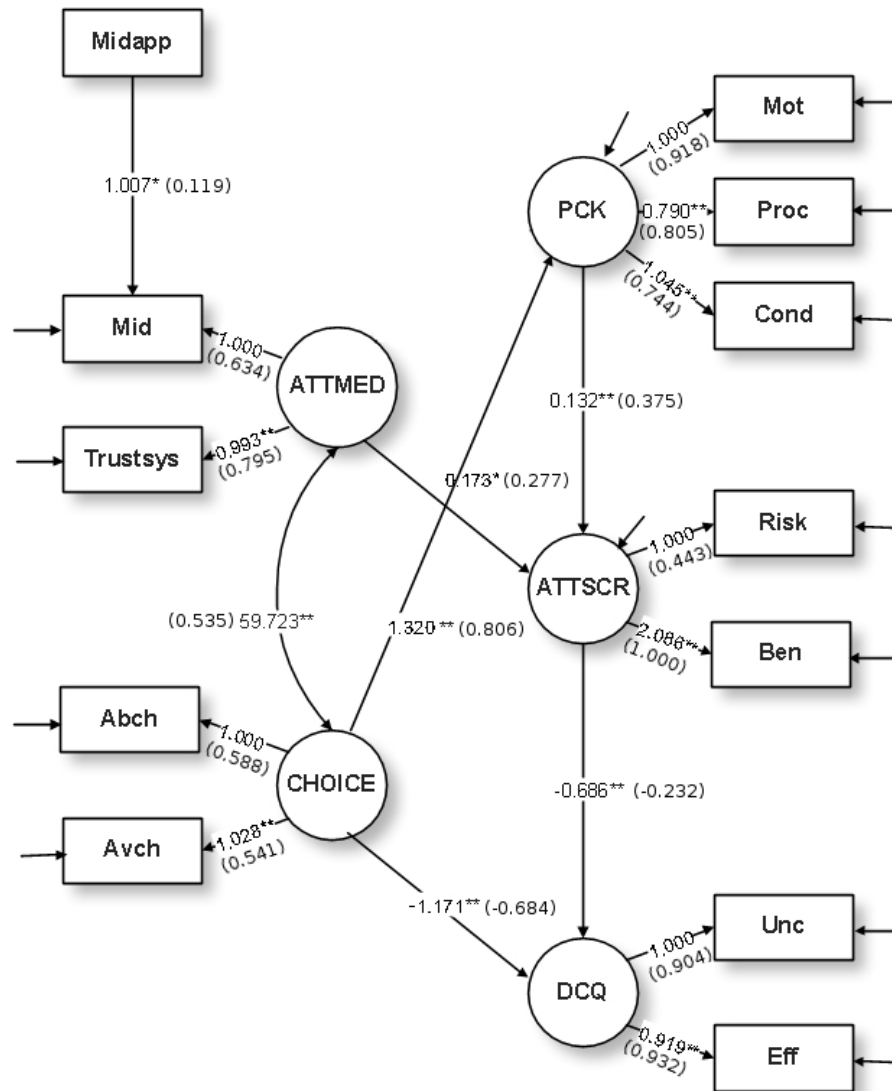 Midapp
Mot
1.000
(0.918)
PCK
0.790**
(0.805)
Proc
1.007* (0.119)
1.045**
(0.744)
Cond
Mid
1.000
(0.634)
ATTMED
0.132** (0.375)
Trustsys
0.993**
(0.795)
0.173* (0.277)
Risk
1.000
(0.443)
ATTSCR
(0.535) 59.723**
1.320** (0.806)
2.086**
(1.000)
Ben
Abch
1.000
(0.588)
CHOICE
-0.686** (-0.232)
Avch
1.028**
(0.541)
-1.171** (-0.684)
Unc
1.000
(0.904)
DCQ
0.919**
(0.932)
Eff